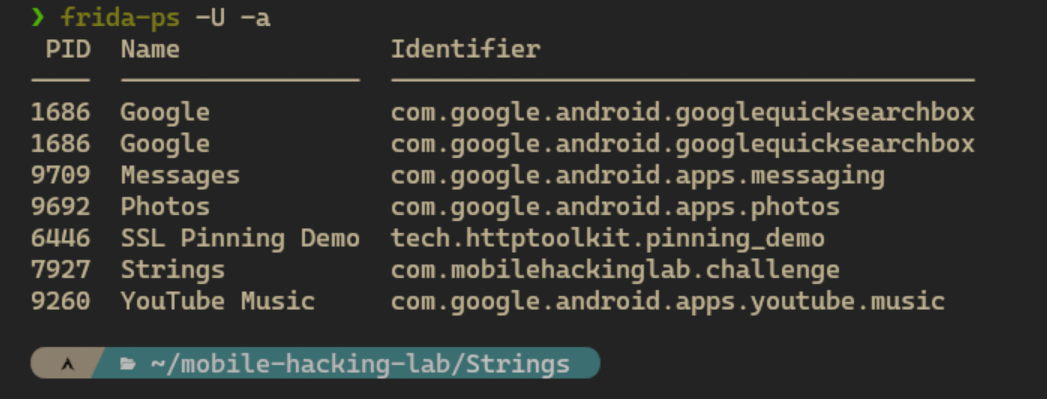 ❯ frida-ps -U -a
PID Name Identifier
1686 Google com.google.android.googlequicksearchbox
1686 Google com.google.android.googlequicksearchbox
9709 Messages com.google.android.apps.messaging
9692 Photos com.google.android.apps.photos
6446 SSL Pinning Demo tech.httptoolkit.pinning_demo
7927 Strings com.mobilehackinglab.challenge
9260 YouTube Music com.google.android.apps.youtube.music
~/mobile-hacking-lab/Strings